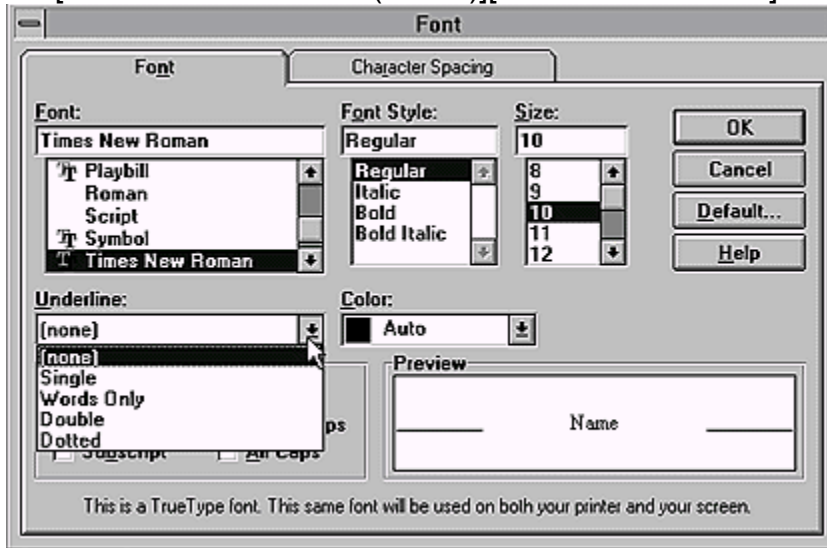 Font
Font
Character Spacing
Font:
Font Style:
Size:
Times New Roman
Regular
10
OK
Playbill
Roman
Script
Symbol
Times New Roman
Regular
Italic
Bold
Bold Italic
8
9
10
11
12
Cancel
Default...
Help
Underline:
Color:
(none)
Auto
(none)
Single
Words Only
Double
Dotted
Preview
Name
Subscript
All Caps
This is a TrueType font. This same font will be used on both your printer and your screen.